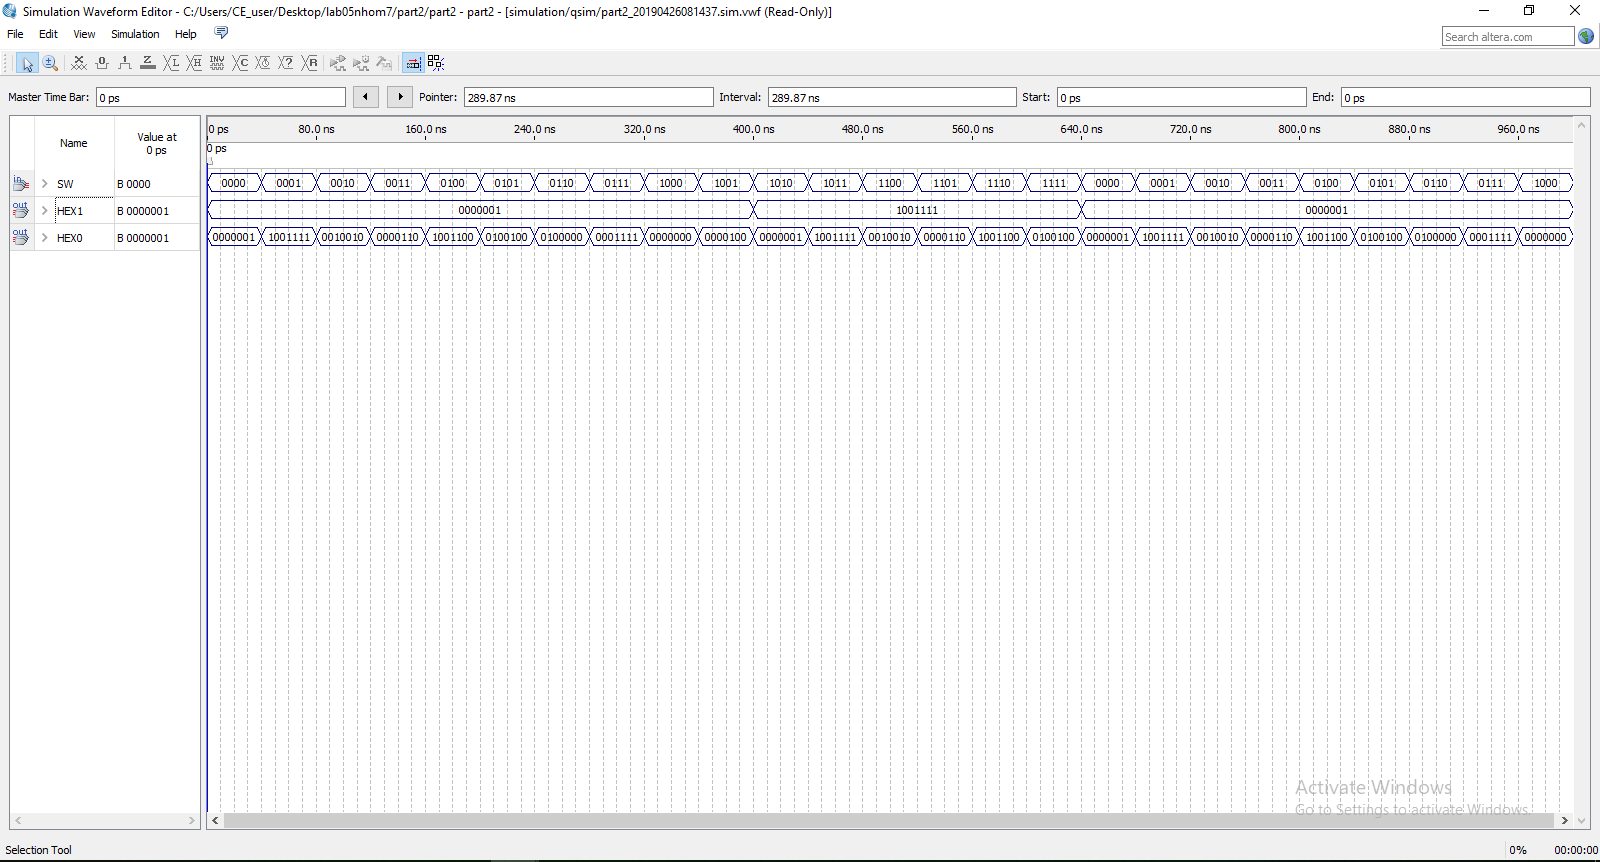 Simulation Waveform Editor - C:/Users/CE_user/Desktop/lab05nhom7/part2/part2 - part2 - [simulation/qsim/part2_20190426081437.sim.vwf (Read-Only)]
File Edit View Simulation Help
Search altera.com
Master Time Bar: 0 ps Pointer: 289.87 ns Interval: 289.87 ns Start: 0 ps End: 0 ps
Name Value at 0 ps
0 ps 80.0 ns 160.0 ns 240.0 ns 320.0 ns 400.0 ns 480.0 ns 560.0 ns 640.0 ns 720.0 ns 800.0 ns 880.0 ns 960.0 ns
0 ps
in SW B 0000 0000 0001 0010 0011 0100 0101 0110 0111 1000 1001 1010 1011 1100 1101 1110 1111 0000 0001 0010 0011 0100 0101 0110 0111 1000
out HEX1 B 0000001 0000001 1001111 0000001
out HEX0 B 0000001 0000001 1001111 0010010 0000110 1001100 0100100 0100000 0001111 0000000 0000100 0000001 1001111 0010010 0000110 1001100 0100100 0000001 1001111 0010010 0000110 1001100 0100100 0100000 0001111 0000000
Activate Windows
Go to Settings to activate Windows.
Selection Tool 0% 00:00:00